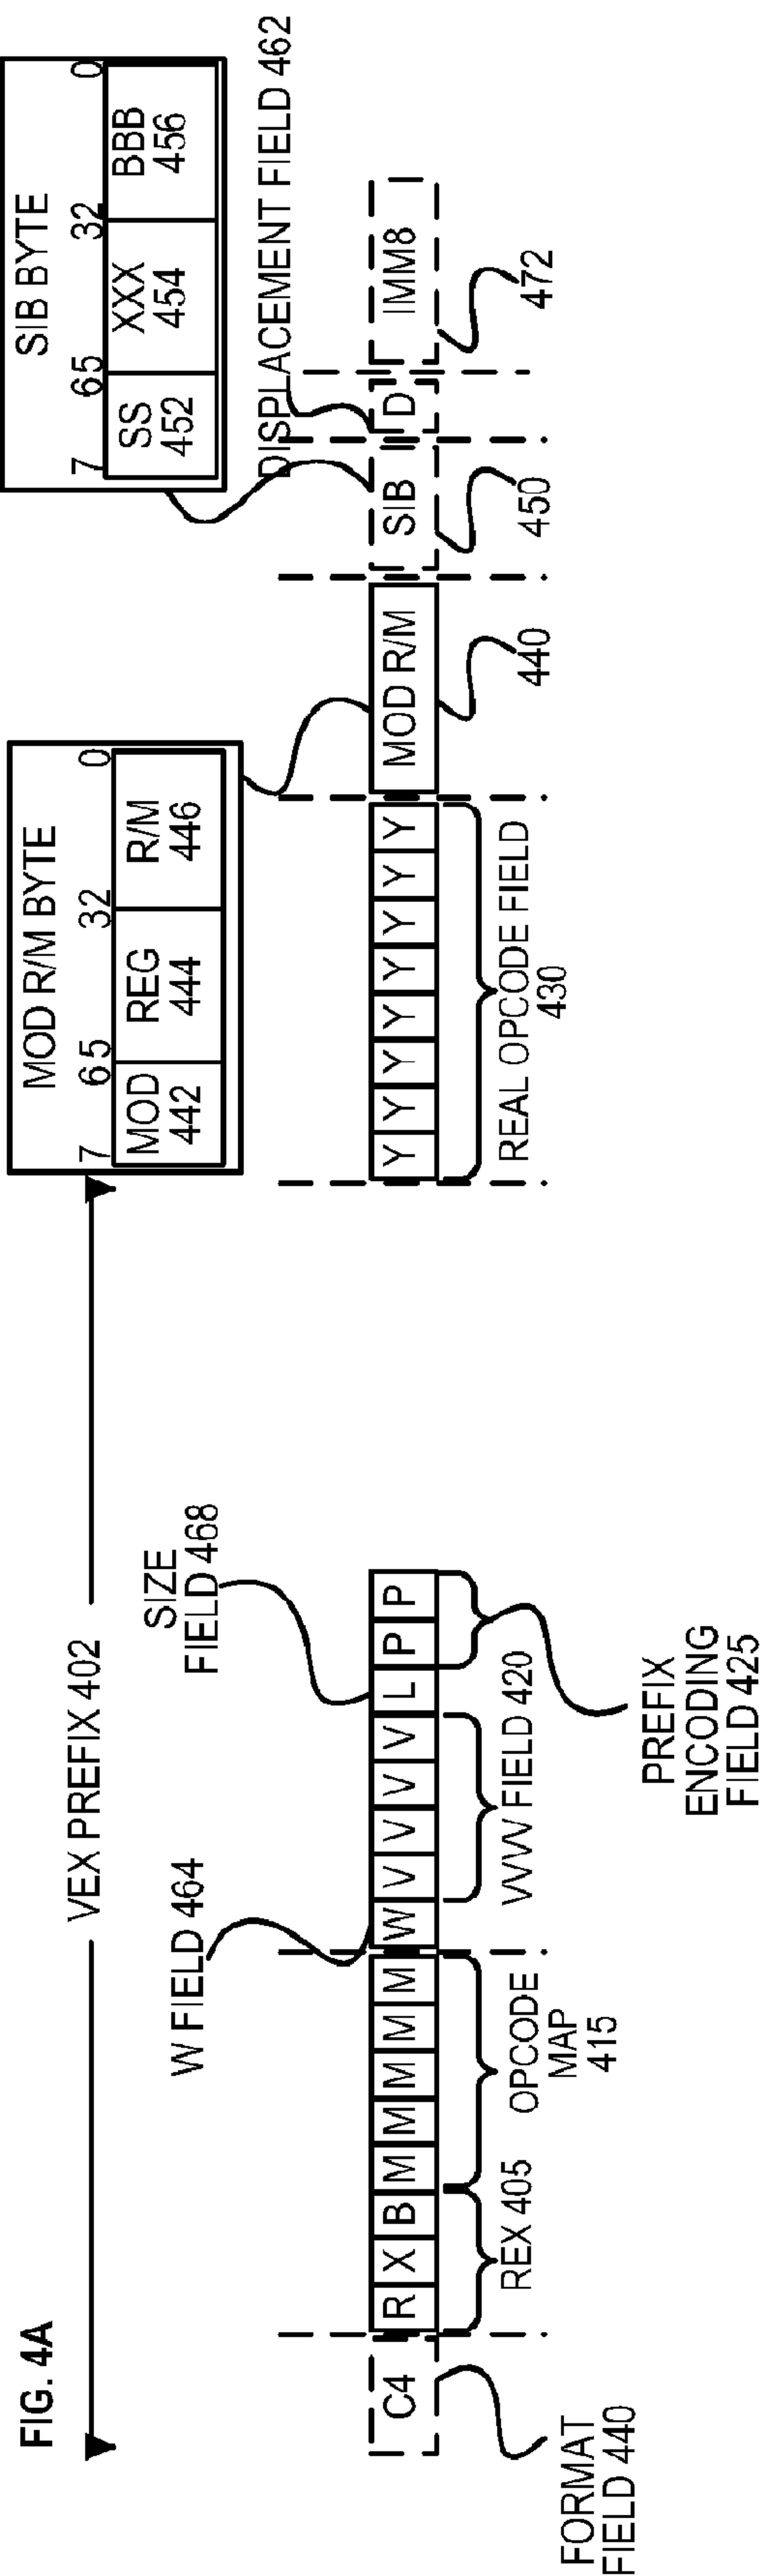 FIG. 4A
VEX PREFIX 402
MOD R/M BYTE
7 6 5 3 2 0
MOD REG R/M
442 444 446
SIB BYTE
7 6 5 3 2 0
SS XXX BBB
452 454 456
W FIELD 464
SIZE
FIELD 468
DISPLACEMENT FIELD 462
C4 R X B M M M M M W V V V V L P P Y Y Y Y Y Y Y Y MOD R/M SIB D IMM8
FORMAT
FIELD 440
REX 405
OPCODE
MAP
415
VVVV FIELD 420
PREFIX
ENCODING
FIELD 425
REAL OPCODE FIELD
430
440
450
472